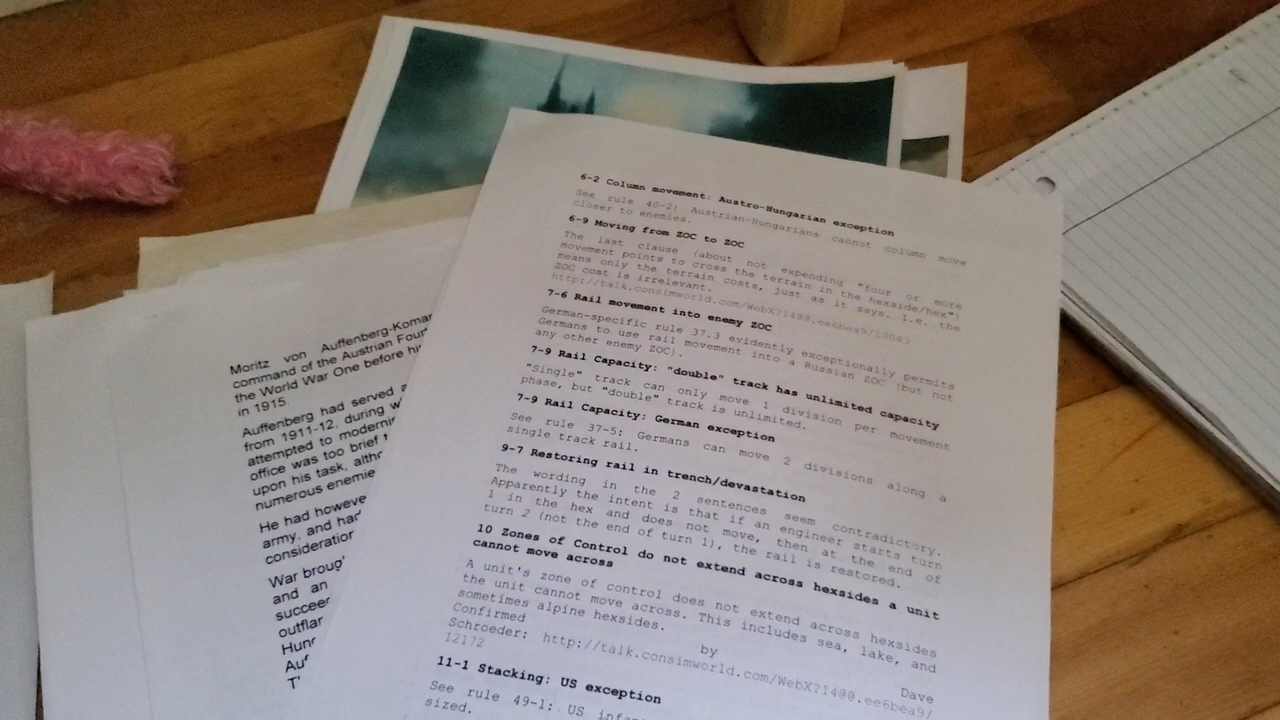 6-2 Column movement: Austro-Hungarian exception
See rule 40-2: Austrian-Hungarians cannot column move
closer to enemies.
6-9 Moving from ZOC to ZOC
The last clause (about not expending "four or more
movement points to cross the terrain in the hexside/hex")
means only the terrain costs, just as it says. I.e. the
ZOC cost is irrelevant.
http://talk.consimworld.com/WebX?14@@.ee6bea9/13043
7-6 Rail movement into enemy ZOC
German-specific rule 37.3 evidently exceptionally permits
Germans to use rail movement into a Russian ZOC (but not
any other enemy ZOC).
7-9 Rail Capacity: "double" track has unlimited capacity
"Single" track can only move 1 division per movement
phase, but "double" track is unlimited.
7-9 Rail Capacity: German exception
See rule 37-5: Germans can move 2 divisions along a
single track rail.
9-7 Restoring rail in trench/devastation
The wording in the 2 sentences seem contradictory.
Apparently the intent is that if an engineer starts turn
1 in the hex and does not move, then at the end of
turn 2 (not the end of turn 1), the rail is restored.
10 Zones of Control do not extend across hexsides a unit
cannot move across
A unit's zone of control does not extend across hexsides
the unit cannot move across. This includes sea, lake, and
sometimes alpine hexsides.
Confirmed by Dave
Schroeder: http://talk.consimworld.com/WebX?14@@.ee6bea9/
12172
11-1 Stacking: US exception
See rule 49-1: US
sized.
Moritz von Auffenberg-Komar
command of the Austrian Four
the World War One before hi
in 1915.
Auffenberg had served a
from 1911-12, during w
attempted to modernis
office was too brief
upon his task, altho
numerous enemie
He had howeve
army, and had
consideration
War broug'
and an
succeer
outflar
Hung
Auf
T'